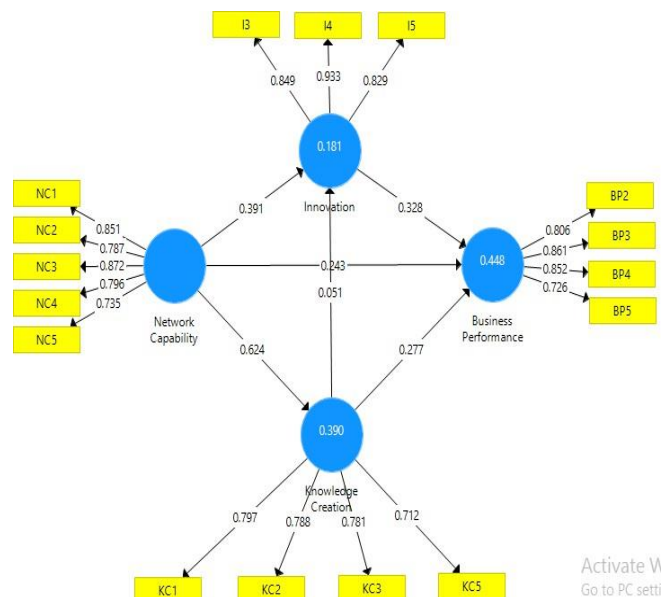 I3
I4
I5
0.849
0.933
0.829
0.181
Innovation
NC1
NC2
NC3
NC4
NC5
0.851
0.787
0.872
0.796
0.735
Network
Capability
0.391
0.328
0.243
0.051
0.624
0.277
0.448
Business
Performance
0.806
0.861
0.852
0.726
BP2
BP3
BP4
BP5
0.390
Knowledge
Creation
0.797
0.788
0.781
0.712
KC1
KC2
KC3
KC5
Activate W
Go to PC setti